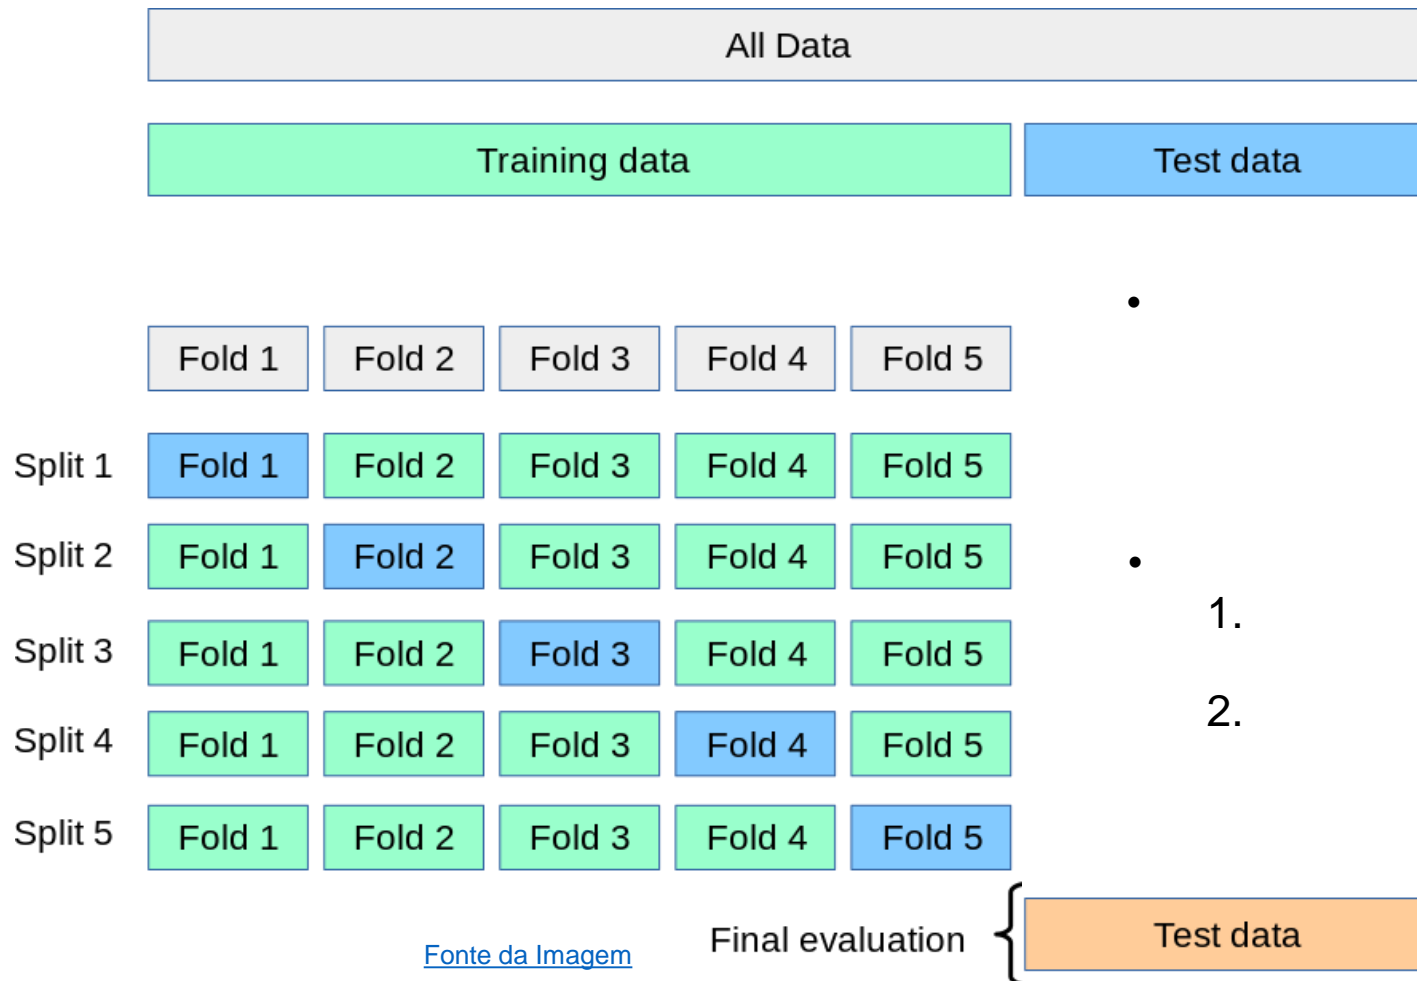 All Data
Training data Test data
•
Fold 1 Fold 2 Fold 3 Fold 4 Fold 5
Split 1 Fold 1 Fold 2 Fold 3 Fold 4 Fold 5
Split 2 Fold 1 Fold 2 Fold 3 Fold 4 Fold 5
•
1.
Split 3 Fold 1 Fold 2 Fold 3 Fold 4 Fold 5
2.
Split 4 Fold 1 Fold 2 Fold 3 Fold 4 Fold 5
Split 5 Fold 1 Fold 2 Fold 3 Fold 4 Fold 5
Final evaluation { Test data
Fonte da Imagem